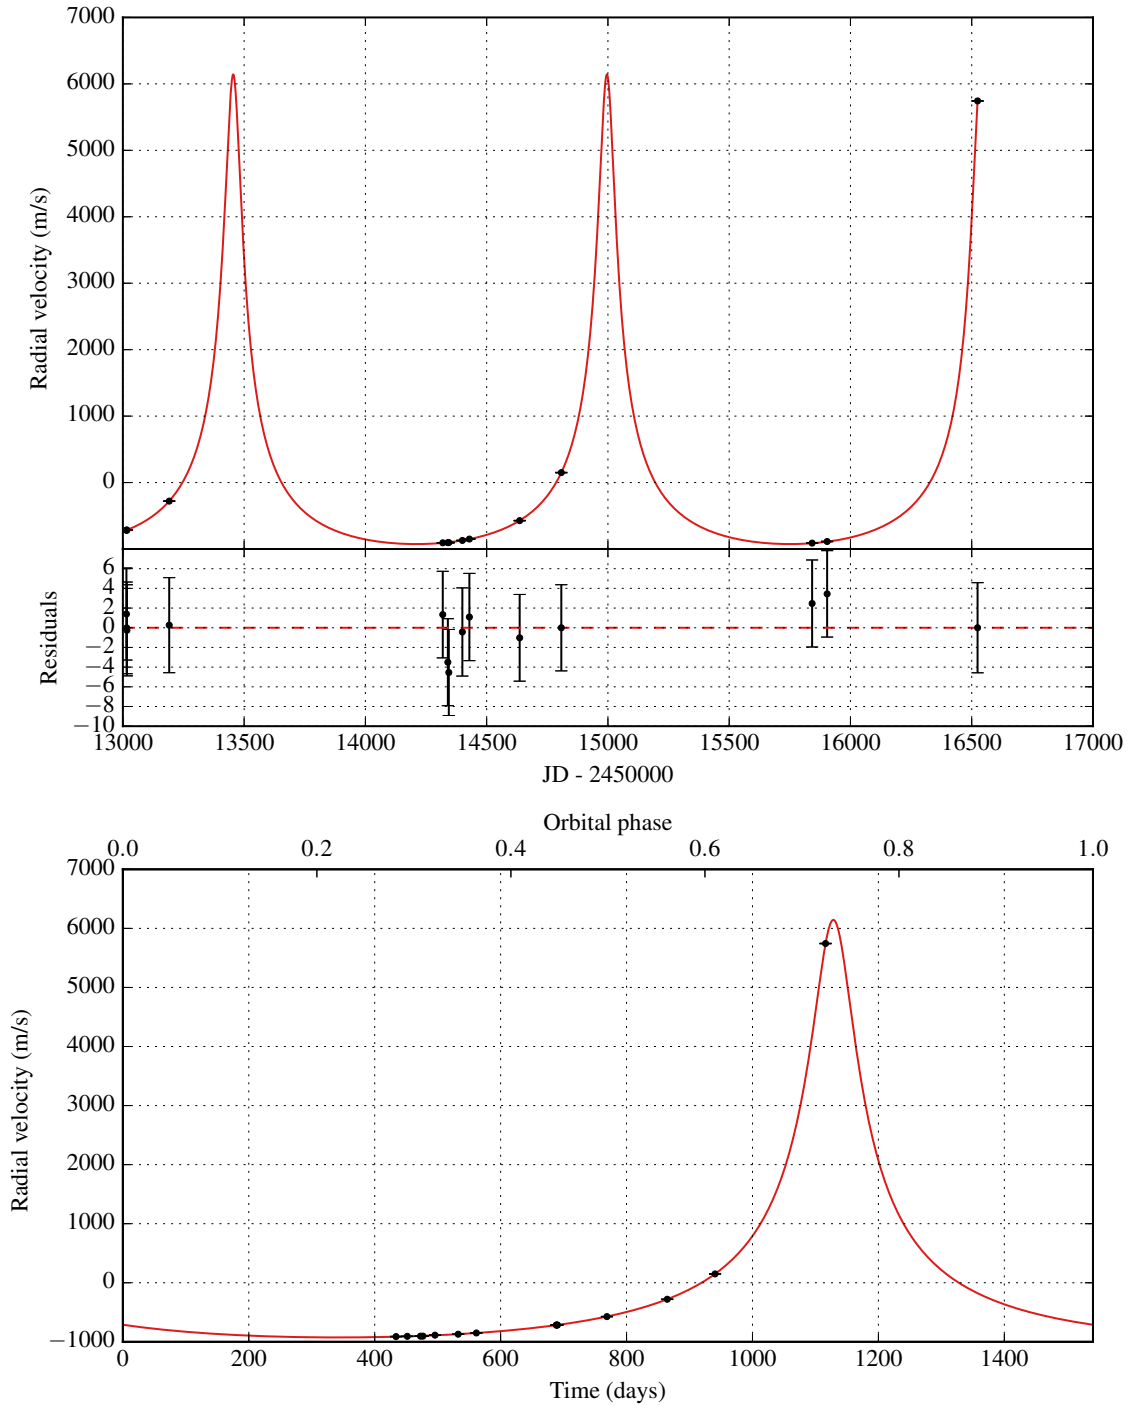 7000
6000
5000
4000
3000
2000
1000
0
Radial velocity (m/s)
6
4
2
0
−2
−4
−6
−8
−10
Residuals
13000 13500 14000 14500 15000 15500 16000 16500 17000
JD - 2450000
Orbital phase
0.0 0.2 0.4 0.6 0.8 1.0
7000
6000
5000
4000
3000
2000
1000
0
−1000
Radial velocity (m/s)
0 200 400 600 800 1000 1200 1400
Time (days)